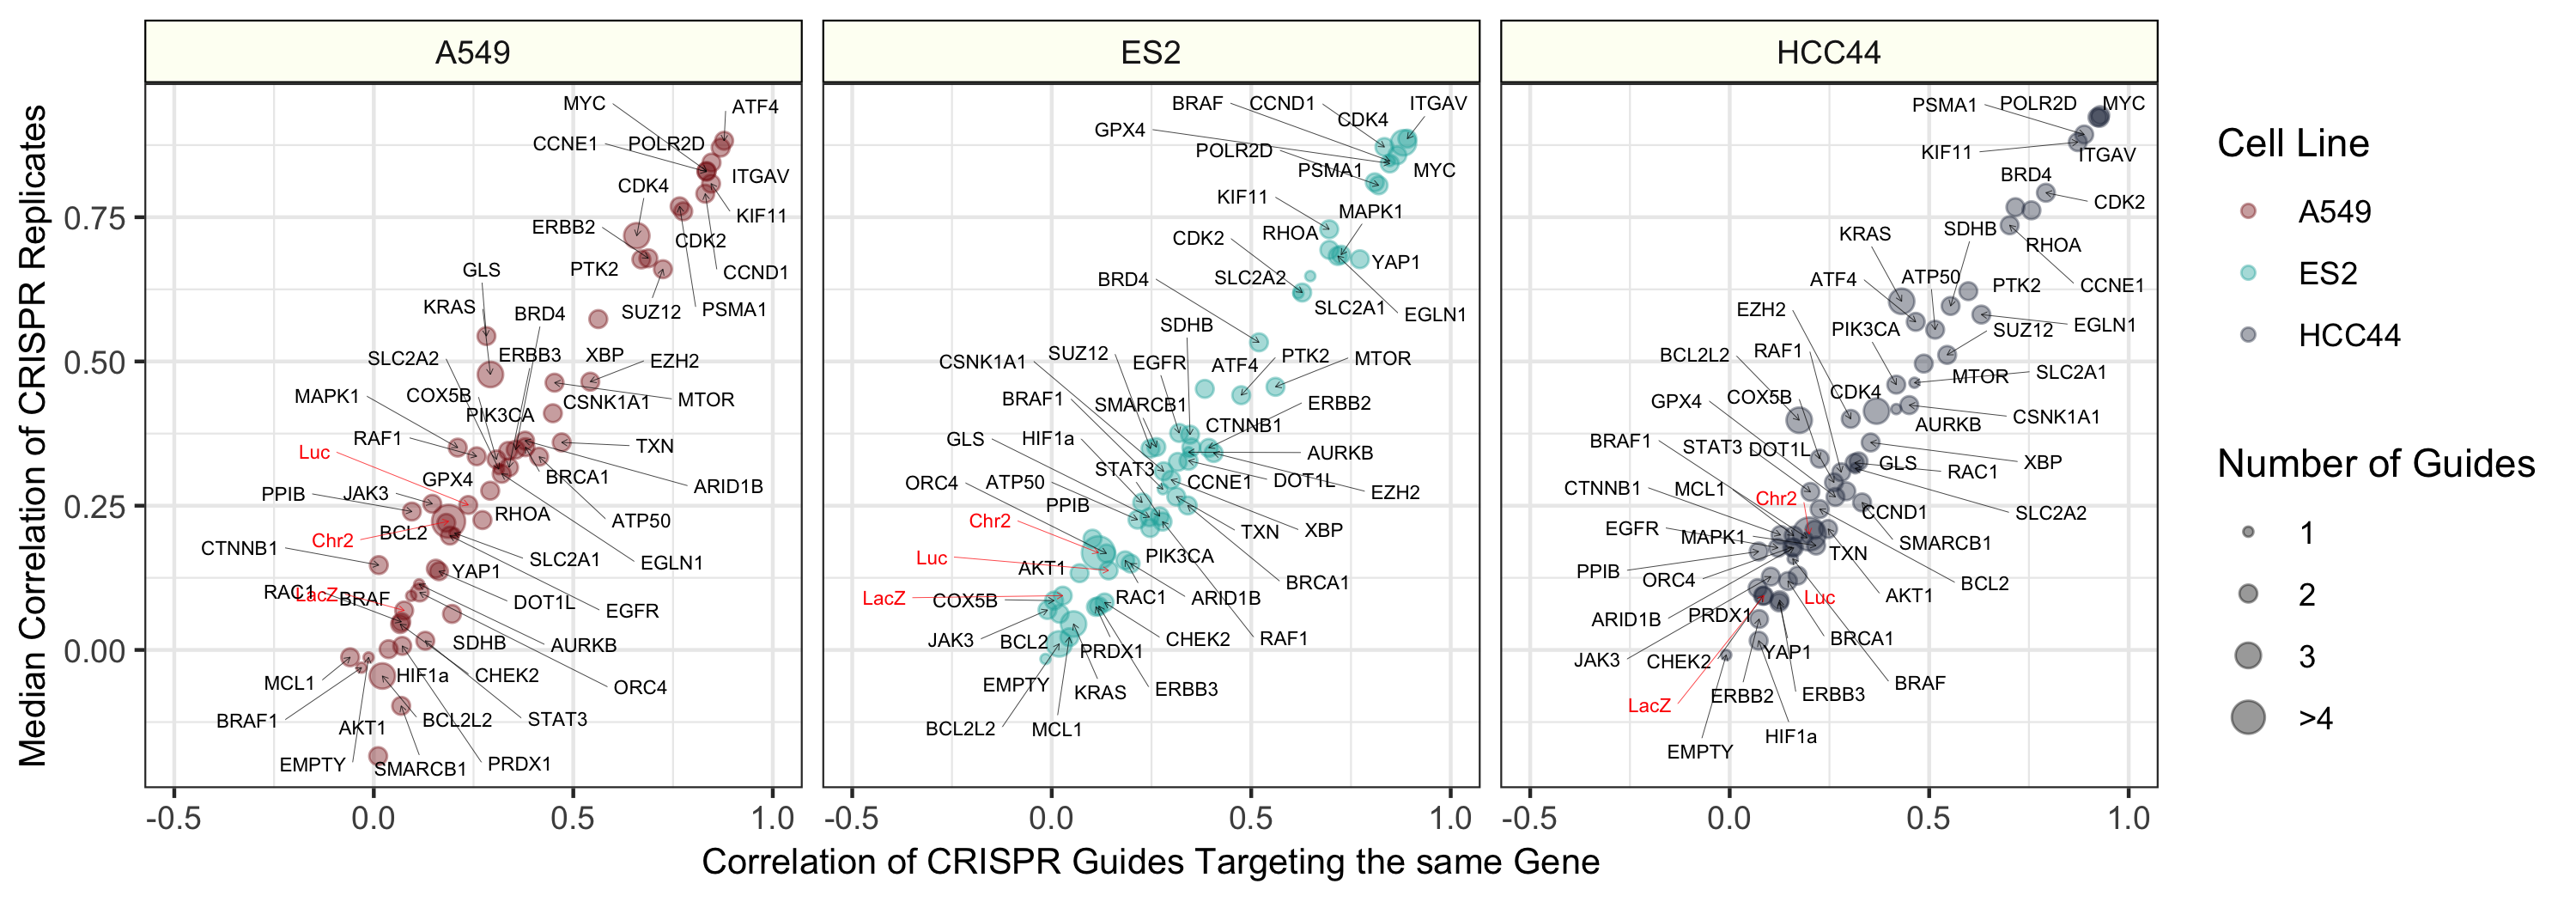 A549
ES2
HCC44
Median Correlation of CRISPR Replicates
0.75
0.50
0.25
0.00
MYC
ATF4
CCNE1
POLR2D
ITGAV
CDK4
KIF11
ERBB2
CDK2
PTK2
CCND1
GLS
SUZ12
PSMA1
KRAS
BRD4
SLC2A2
ERBB3
XBP
EZH2
MAPK1
COX5B
PIK3CA
CSNK1A1
MTOR
RAF1
TXN
Luc
GPX4
BRCA1
ARID1B
PPIB
JAK3
RHOA
ATP50
Chr2
BCL2
CTNNB1
SLC2A1
EGLN1
YAP1
RAC1
LacZ
BRAF
DOT1L
EGFR
SDHB
AURKB
MCL1
HIF1a
CHEK2
ORC4
BRAF1
AKT1
BCL2L2
STAT3
EMPTY
SMARCB1
PRDX1
BRAF
CCND1
ITGAV
GPX4
CDK4
POLR2D
PSMA1
MYC
KIF11
MAPK1
CDK2
RHOA
BRD4
SLC2A2
YAP1
SLC2A1
EGLN1
SDHB
CSNK1A1
SUZ12
EGFR
ATF4
PTK2
MTOR
BRAF1
SMARCB1
ERBB2
GLS
HIF1a
CTNNB1
AURKB
ORC4
ATP50
STAT3
CCNE1
DOT1L
EZH2
Chr2
PPIB
TXN
XBP
Luc
AKT1
PIK3CA
BRCA1
LacZ
COX5B
RAC1
ARID1B
JAK3
BCL2
PRDX1
CHEK2
RAF1
EMPTY
KRAS
ERBB3
BCL2L2
MCL1
PSMA1
POLR2D
MYC
KIF11
ITGAV
BRD4
CDK2
KRAS
SDHB
RHOA
ATF4
ATP50
PTK2
CCNE1
EZH2
PIK3CA
SUZ12
EGLN1
BCL2L2
RAF1
MTOR
SLC2A1
GPX4
COX5B
CDK4
CSNK1A1
AURKB
BRAF1
STAT3
DOT1L
GLS
RAC1
XBP
CTNNB1
MCL1
Chr2
CCND1
SLC2A2
EGFR
MAPK1
TXN
SMARCB1
PPIB
ORC4
BCL2
ARID1B
PRDX1
Luc
AKT1
JAK3
CHEK2
YAP1
BRCA1
LacZ
ERBB2
ERBB3
BRAF
EMPTY
HIF1a
-0.5
0.0
0.5
1.0
-0.5
0.0
0.5
1.0
-0.5
0.0
0.5
1.0
Correlation of CRISPR Guides Targeting the same Gene
Cell Line
A549
ES2
HCC44
Number of Guides
1
2
3
>4